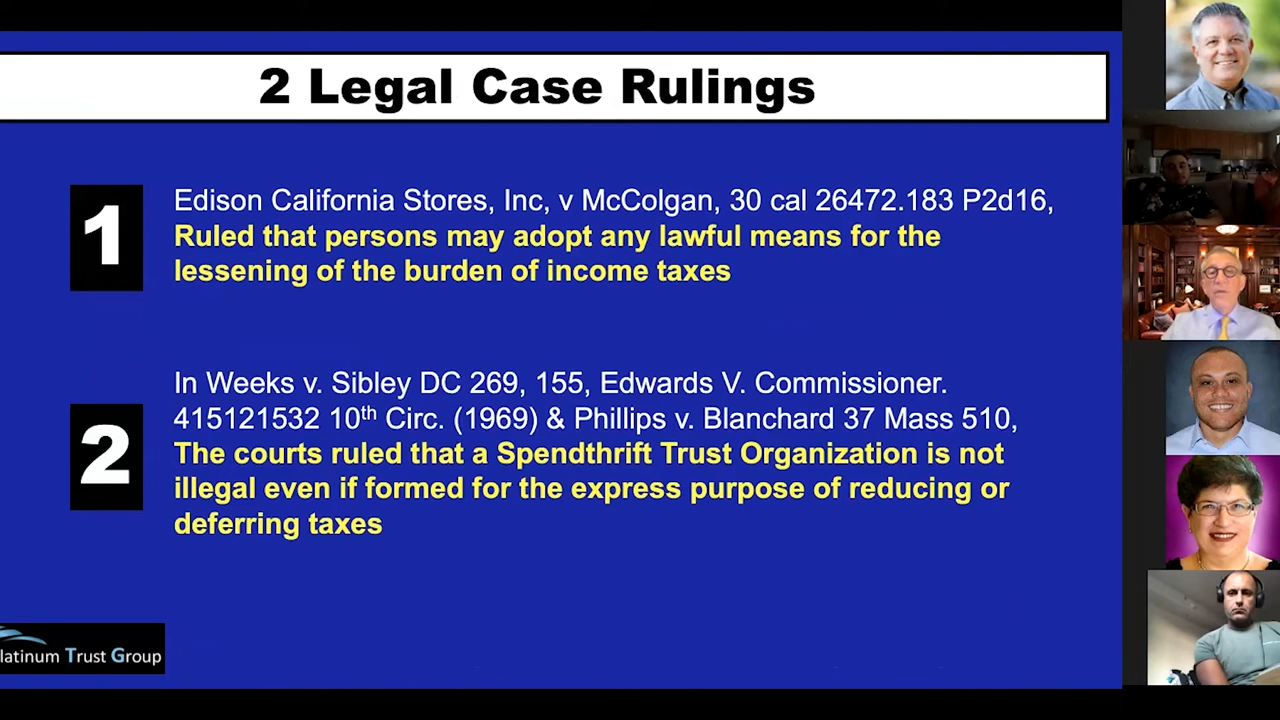 2 Legal Case Rulings
1
Edison California Stores, Inc, v McColgan, 30 cal 26472.183 P2d16,
Ruled that persons may adopt any lawful means for the
lessening of the burden of income taxes
2
In Weeks v. Sibley DC 269, 155, Edwards V. Commissioner.
415121532 10th Circ. (1969) & Phillips v. Blanchard 37 Mass 510,
The courts ruled that a Spendthrift Trust Organization is not
illegal even if formed for the express purpose of reducing or
deferring taxes
latinum Trust Group